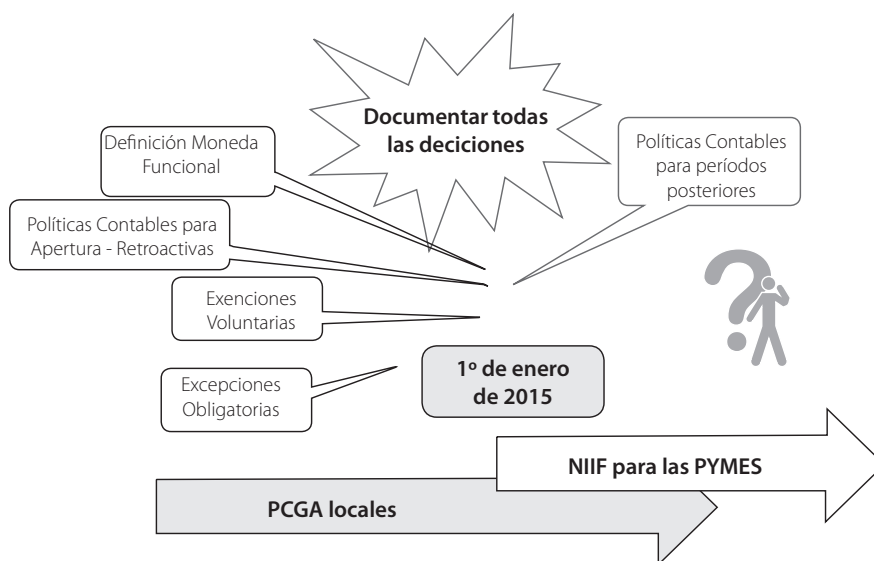 Documentar todas
las deciciones
Definición Moneda
Funcional
Políticas Contables
para períodos
posteriores
Políticas Contables para
Apertura - Retroactivas
Exenciones
Voluntarias
Excepciones
Obligatorias
1º de enero
de 2015
NIIF para las PYMES
PCGA locales
?